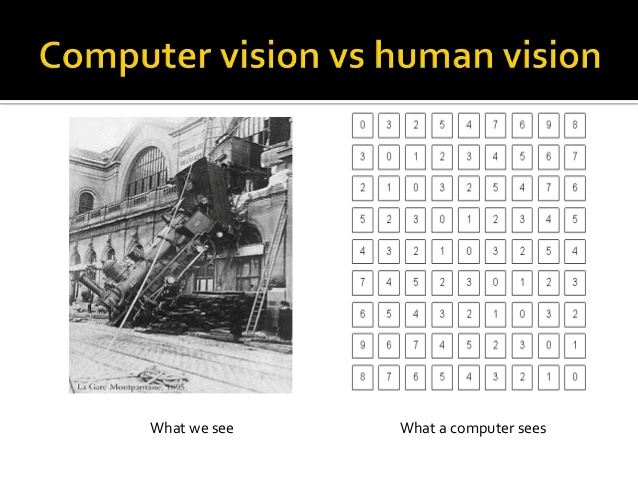 Computer vision vs human vision
0 3 2 5 4 7 6 9 8
3 0 1 2 3 4 5 6 7
2 1 0 3 2 5 4 7 6
5 2 3 0 1 2 3 4 5
4 3 2 1 0 3 2 5 4
7 4 5 2 3 0 1 2 3
6 5 4 3 2 1 0 3 2
9 6 7 4 5 2 3 0 1
8 7 6 5 4 3 2 1 0
La Gare Montparnasse, 1895
What we see
What a computer sees